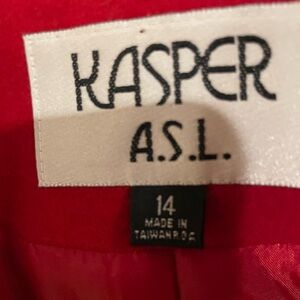 KASPER
A.S.L.
14
MADE IN
TAIWAN R.O.C